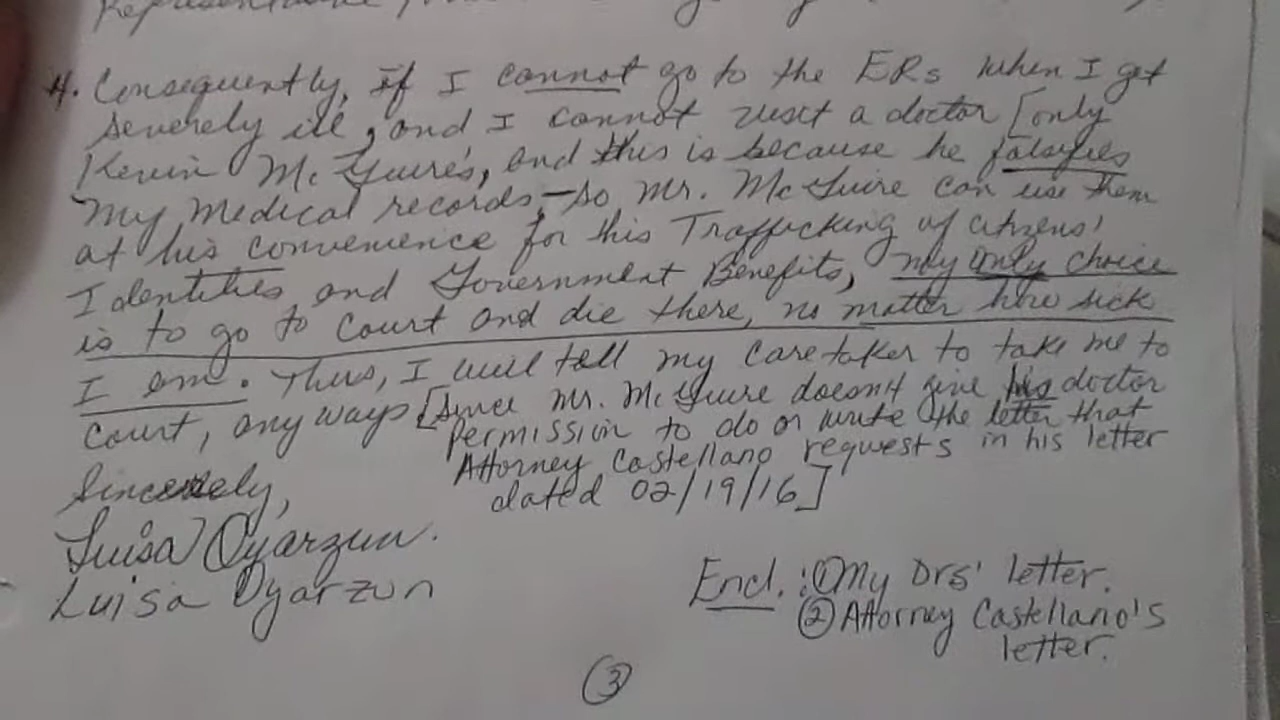 4. Consequently, if I cannot go to the ERs when I get
severely ill, and I cannot visit a doctor [only
Kevin McGuire's, and this is because he falsifies
my medical records, so Mr. McGuire can use them
at his convenience for this Trafficking of citizens'
Identities and Government Benefits, my only choice
is to go to court and die there, no matter how sick
I am. Thus, I will tell my caretaker to take me to
court, any ways [since Mr. McGuire doesn't give his doctor
permission to do or write the letter that
Attorney Castellano requests in his letter
dated 02/19/16]
Sincerely,
Luisa Oyarzun.
Luisa Oyarzun
Encl.: ① My Drs' letter.
② Attorney Castellano's
letter.
③